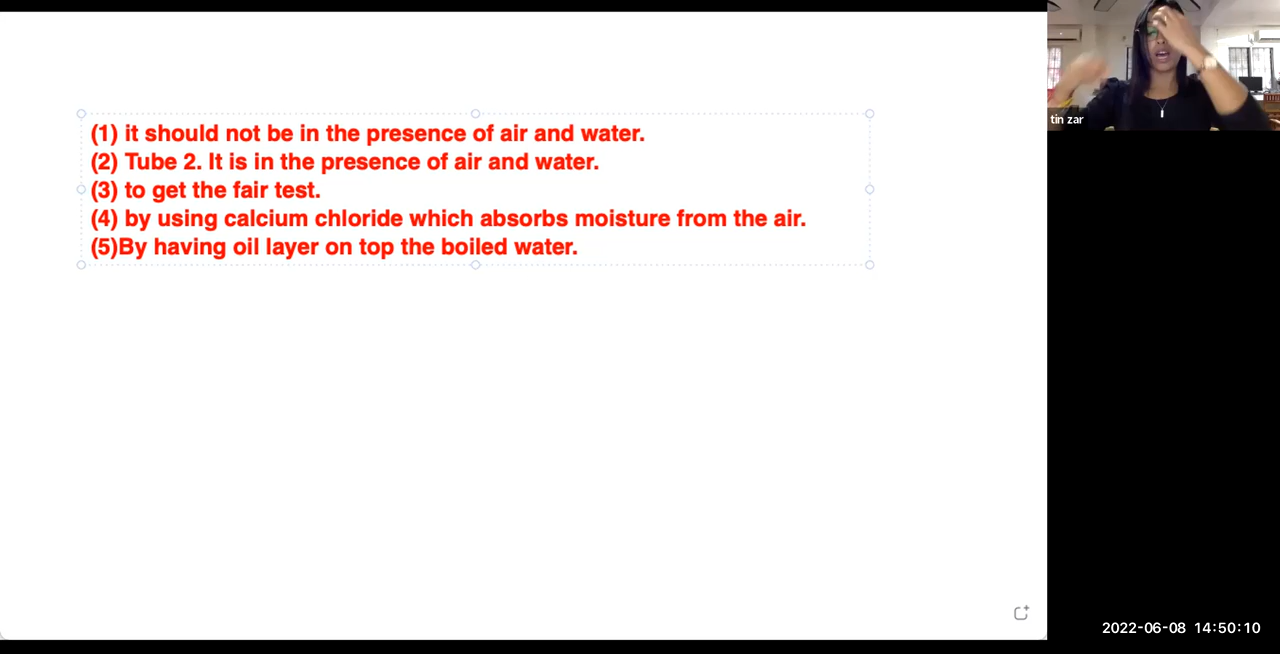 (1) it should not be in the presence of air and water.
(2) Tube 2. It is in the presence of air and water.
(3) to get the fair test.
(4) by using calcium chloride which absorbs moisture from the air.
(5)By having oil layer on top the boiled water.
tin zar
2022-06-08 14:50:10